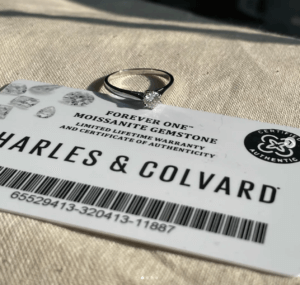 FOREVER ONE™
MOISSANITE GEMSTONE
LIMITED LIFETIME WARRANTY
AND CERTIFICATE OF AUTHENTICITY
HARLES & COLVARD
65529413-320413-11887
CERTIFIED
AUTHENTIC